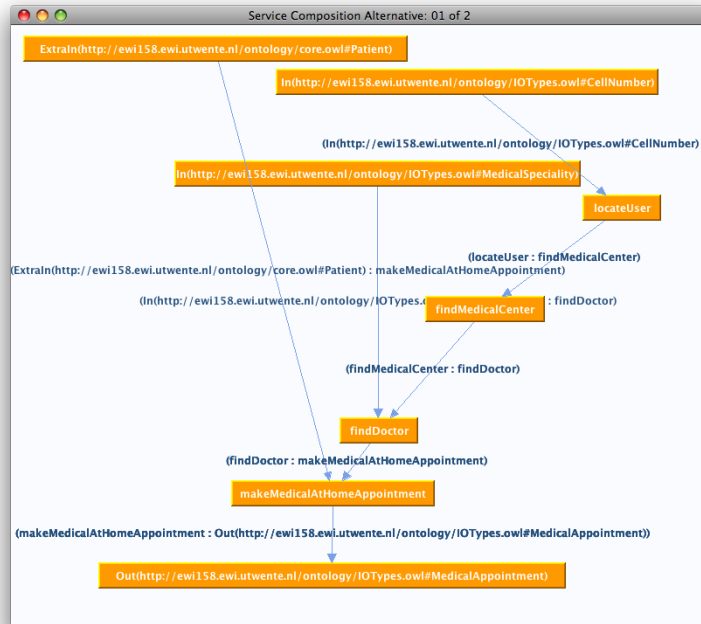 Service Composition Alternative: 01 of 2
ExtraIn(http://ewi158.ewi.utwente.nl/ontology/core.owl#Patient)
In(http://ewi158.ewi.utwente.nl/ontology/IOTypes.owl#CellNumber)
(In(http://ewi158.ewi.utwente.nl/ontology/IOTypes.owl#CellNumber)
In(http://ewi158.ewi.utwente.nl/ontology/IOTypes.owl#MedicalSpeciality)
locateUser
(locateUser : findMedicalCenter)
(ExtraIn(http://ewi158.ewi.utwente.nl/ontology/core.owl#Patient) : makeMedicalAtHomeAppointment)
(In(http://ewi158.ewi.utwente.nl/ontology/IOTypes.o : findDoctor)
findMedicalCenter
(findMedicalCenter : findDoctor)
findDoctor
(findDoctor : makeMedicalAtHomeAppointment)
makeMedicalAtHomeAppointment
(makeMedicalAtHomeAppointment : Out(http://ewi158.ewi.utwente.nl/ontology/IOTypes.owl#MedicalAppointment))
Out(http://ewi158.ewi.utwente.nl/ontology/IOTypes.owl#MedicalAppointment)